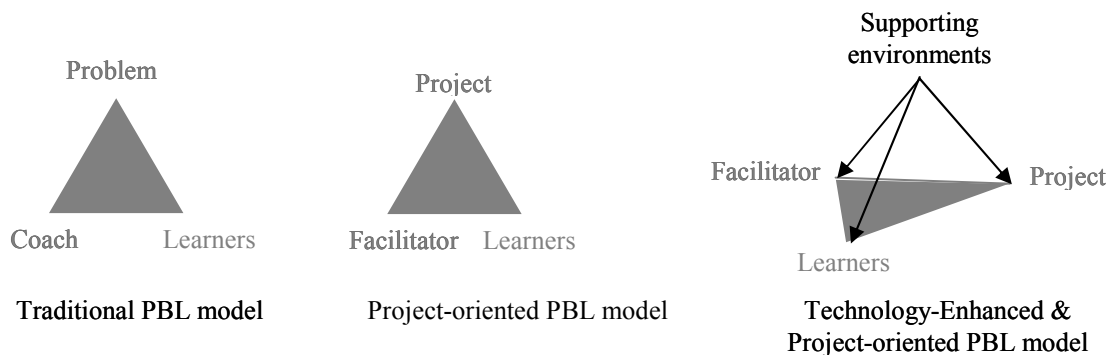 Problem
Coach
Learners
Traditional PBL model
Project
Facilitator
Learners
Project-oriented PBL model
Supporting
environments
Facilitator
Project
Learners
Technology-Enhanced &
Project-oriented PBL model